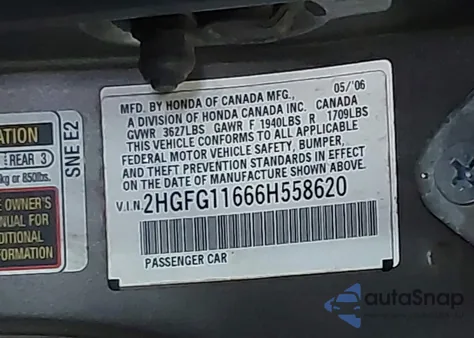 MFD. BY HONDA OF CANADA MFG., 05/'06
A DIVISION OF HONDA CANADA INC. CANADA
GVWR 3627LBS GAWR F 1940LBS R 1709LBS
THIS VEHICLE CONFORMS TO ALL APPLICABLE
FEDERAL MOTOR VEHICLE SAFETY, BUMPER,
AND THEFT PREVENTION STANDARDS IN EFFECT
ON THE DATE OF MANUFACTURE SHOWN ABOVE.
V.I.N. 2HGFG11666H558620
PASSENGER CAR
SNE E2
ATION
REAR 3
kg or 850lbs.
E OWNER'S
MANUAL FOR
DDITIONAL
FORMATION
autoSnap